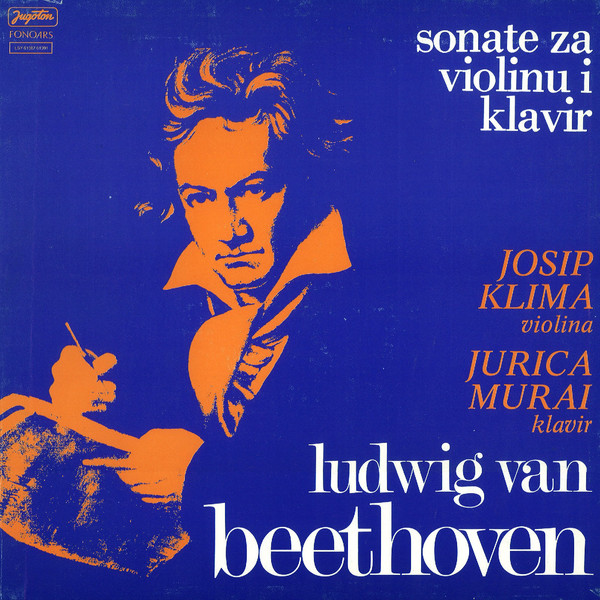 Jugoton
FONOARS
sonate za
violinu i
klavir
JOSIP
KLIMA
violina
JURICA
MURAI
klavir
ludwig van
beethoven